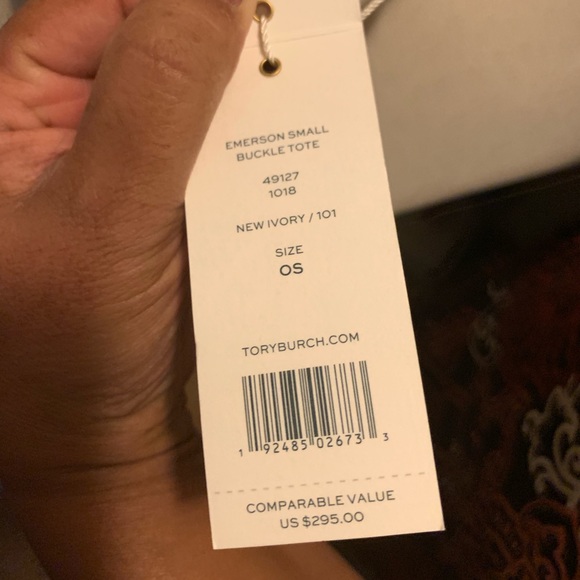 EMERSON SMALL
BUCKLE TOTE
49127
1018
NEW IVORY / 101
SIZE
OS
TORYBURCH.COM
1 92485 02673 3
COMPARABLE VALUE
US $295.00